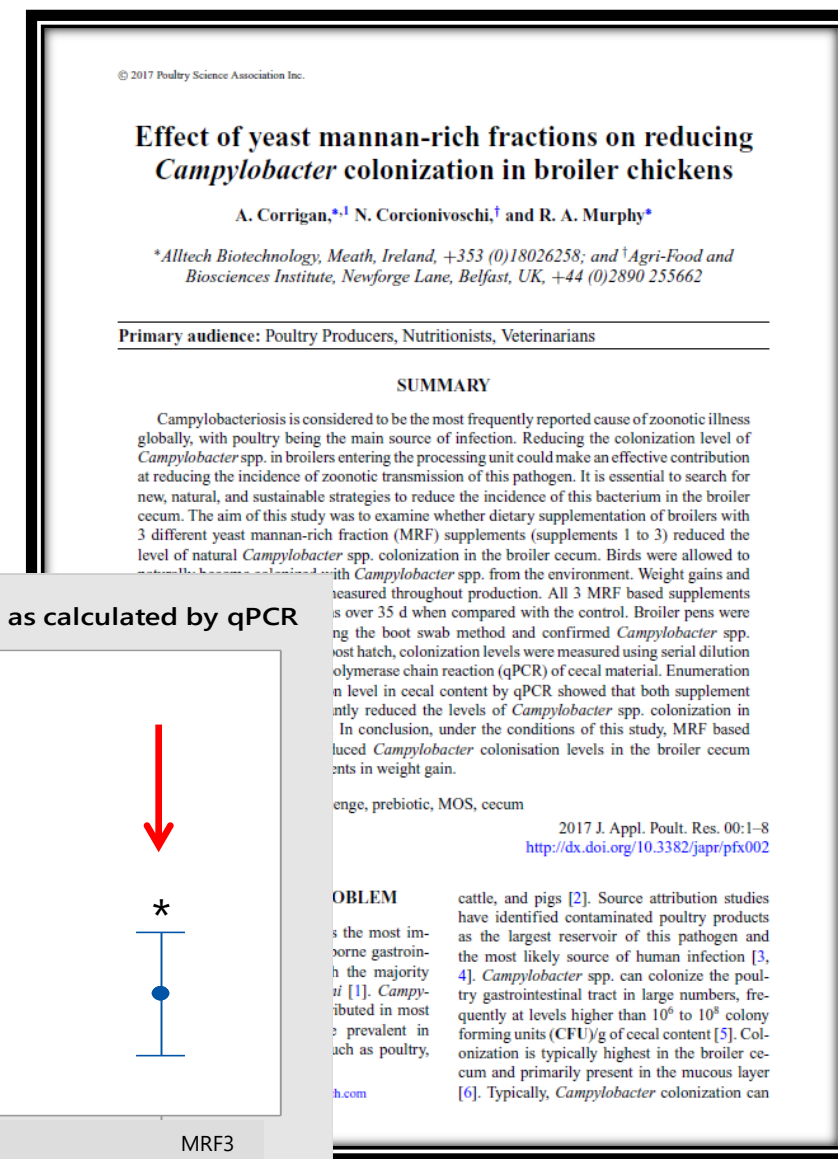 © 2017 Poultry Science Association Inc.
Effect of yeast mannan-rich fractions on reducing
Campylobacter colonization in broiler chickens
A. Corrigan,*,1 N. Corcionivoschi,† and R. A. Murphy*
*Alltech Biotechnology, Meath, Ireland, +353 (0)18026258; and †Agri-Food and
Biosciences Institute, Newforge Lane, Belfast, UK, +44 (0)2890 255662
Primary audience: Poultry Producers, Nutritionists, Veterinarians
SUMMARY
Campylobacteriosis is considered to be the most frequently reported cause of zoonotic illness
globally, with poultry being the main source of infection. Reducing the colonization level of
Campylobacter spp. in broilers entering the processing unit could make an effective contribution
at reducing the incidence of zoonotic transmission of this pathogen. It is essential to search for
new, natural, and sustainable strategies to reduce the incidence of this bacterium in the broiler
cecum. The aim of this study was to examine whether dietary supplementation of broilers with
3 different yeast mannan-rich fraction (MRF) supplements (supplements 1 to 3) reduced the
level of natural Campylobacter spp. colonization in the broiler cecum. Birds were allowed to
with Campylobacter spp. from the environment. Weight gains and
measured throughout production. All 3 MRF based supplements
over 35 d when compared with the control. Broiler pens were
the boot swab method and confirmed Campylobacter spp.
post hatch, colonization levels were measured using serial dilution
polymerase chain reaction (qPCR) of cecal material. Enumeration
level in cecal content by qPCR showed that both supplement
reduced the levels of Campylobacter spp. colonization in
In conclusion, under the conditions of this study, MRF based
Campylobacter colonisation levels in the broiler cecum
in weight gain.
prebiotic, MOS, cecum
2017 J. Appl. Poult. Res. 00:1–8
http://dx.doi.org/10.3382/japr/pfx002
as calculated by qPCR
*
MRF3
the most im-
the majority
[1]. Campy-
in most
prevalent in
such as poultry,
cattle, and pigs [2]. Source attribution studies
have identified contaminated poultry products
as the largest reservoir of this pathogen and
the most likely source of human infection [3,
4]. Campylobacter spp. can colonize the poul-
try gastrointestinal tract in large numbers, fre-
quently at levels higher than 10⁶ to 10⁸ colony
forming units (CFU)/g of cecal content [5]. Col-
onization is typically highest in the broiler ce-
cum and primarily present in the mucous layer
[6]. Typically, Campylobacter colonization can